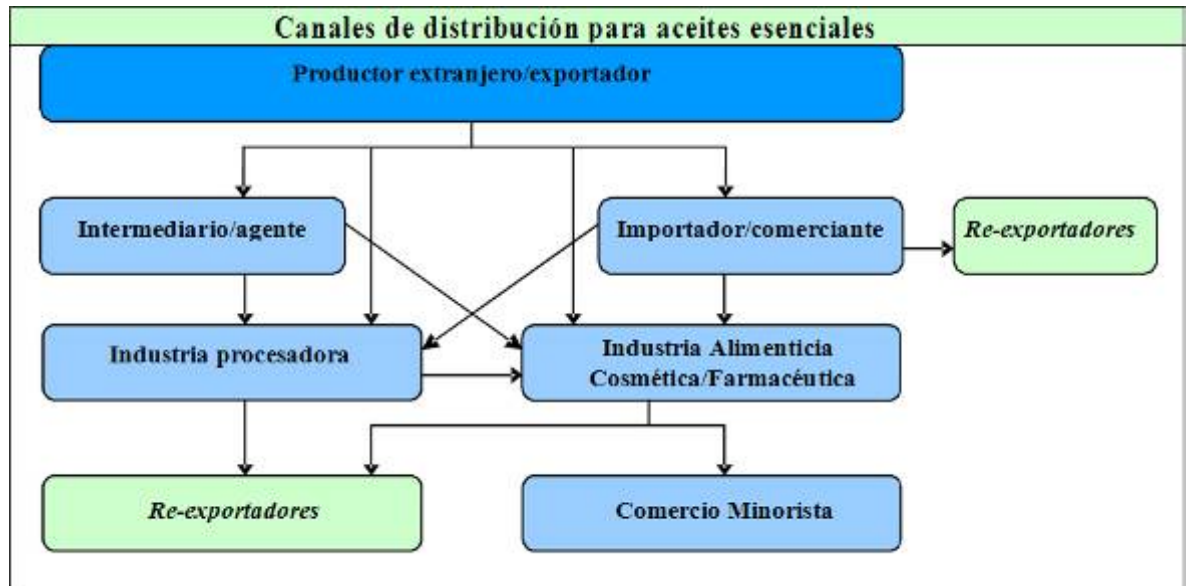 Canales de distribución para aceites esenciales
Productor extranjero/exportador
Intermediario/agente
Importador/comerciante
Re-exportadores
Industria procesadora
Industria Alimenticia
Cosmética/Farmacéutica
Re-exportadores
Comercio Minorista